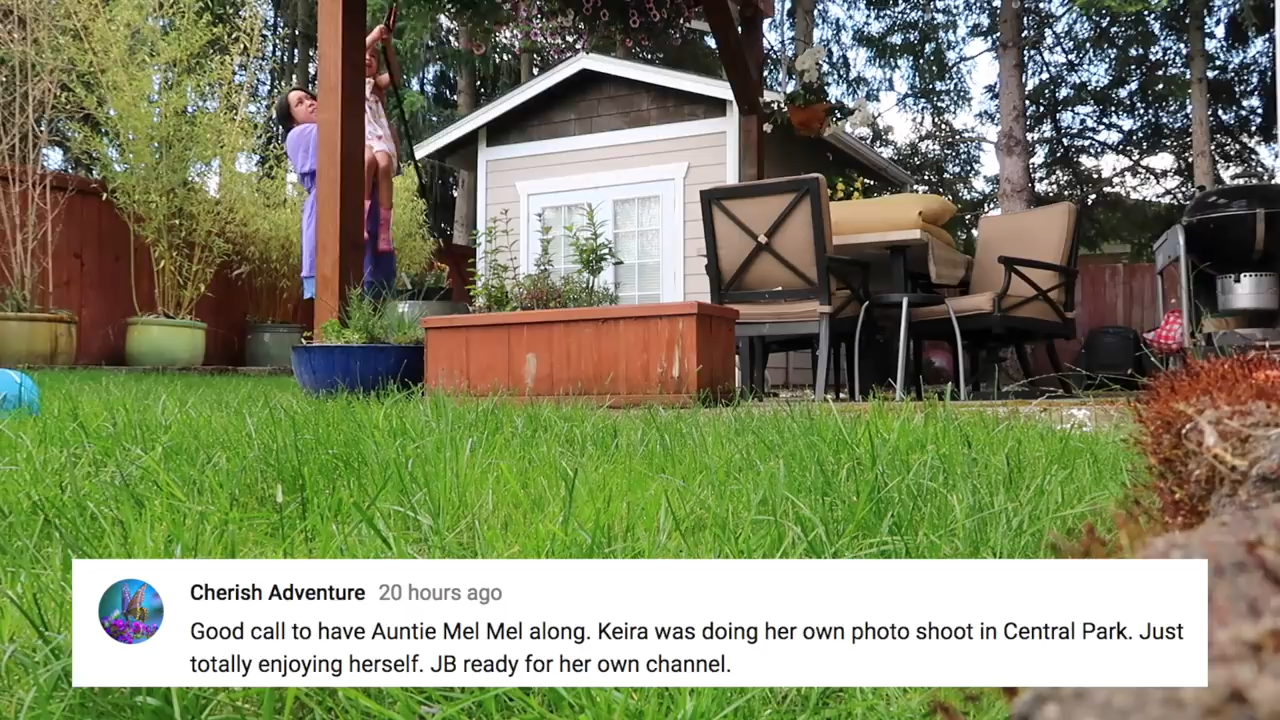 Cherish Adventure 20 hours ago
Good call to have Auntie Mel Mel along. Keira was doing her own photo shoot in Central Park. Just
totally enjoying herself. JB ready for her own channel.